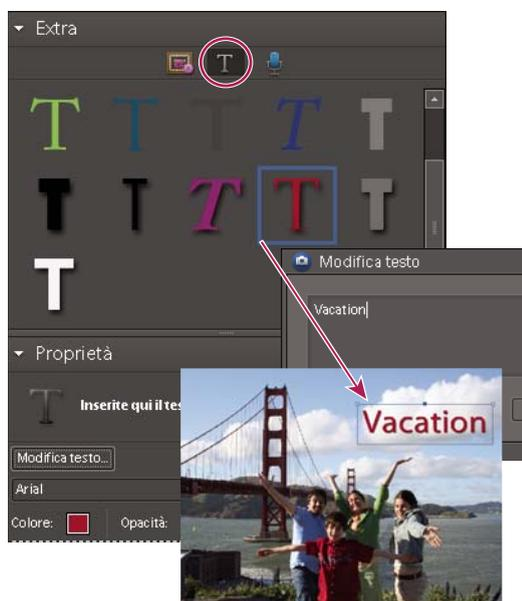 Extra
T
T T T T T
T T T T T
T
Modifica testo
Vacation
Proprietà
T Inserite qui il tes
Vacation
Modifica testo...
Arial
Colore: Opacità: